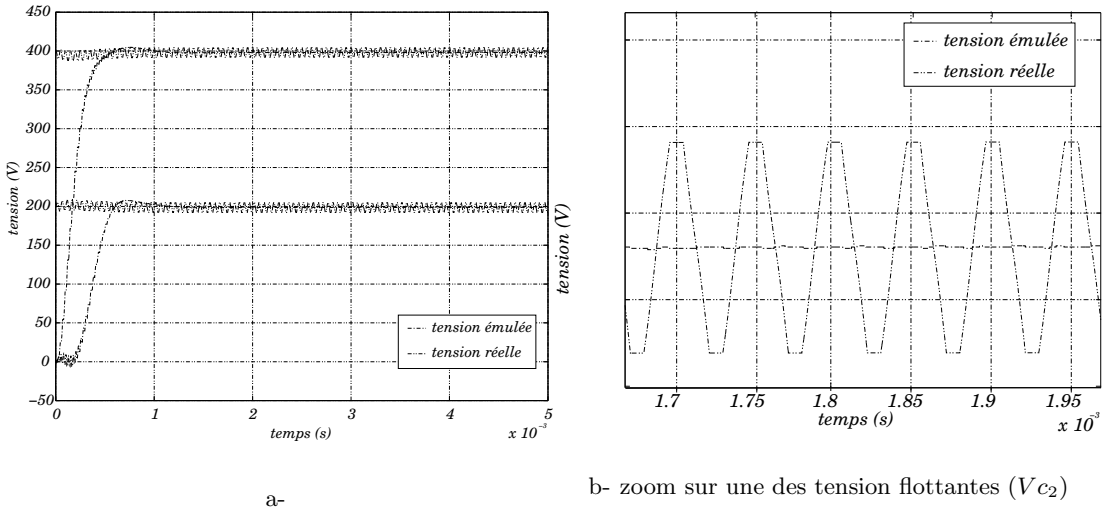 450
400
350
300
250
200
150
100
50
0
−50
tension (V)
0
1
2
3
4
5
x 10⁻³
temps (s)
tension émulée
tension réelle
a-
tension (V)
tension émulée
tension réelle
1.7
1.75
1.8
1.85
1.9
1.95
x 10⁻³
temps (s)
b- zoom sur une des tension flottantes (Vc₂)